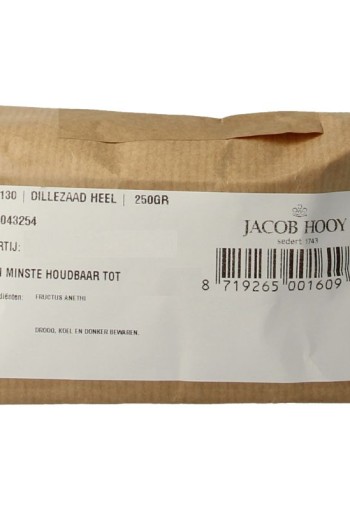 130 | DILLEZAAD HEEL | 250GR
043254
JACOB HOOY
sedert 1743
RTIJ:
N MINSTE HOUDBAAR TOT
8 719265 001609
diënten: FRUCTUS ANETHI
DROOG, KOEL EN DONKER BEWAREN.